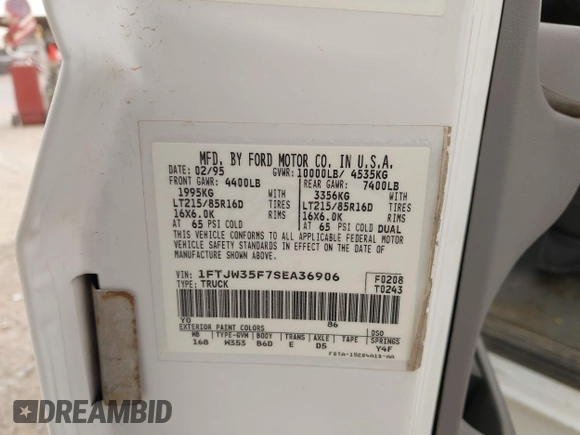 MFD. BY FORD MOTOR CO. IN U.S.A.
DATE: 02/95 GVWR: 10000LB/ 4535KG
FRONT GAWR: 4400LB REAR GAWR: 7400LB
1995KG WITH 3356KG WITH
LT215/85R16D TIRES LT215/85R16D TIRES
16X6.0K RIMS 16X6.0K RIMS
AT 65 PSI COLD AT 65 PSI COLD DUAL
THIS VEHICLE CONFORMS TO ALL APPLICABLE FEDERAL MOTOR
VEHICLE SAFETY STANDARDS IN EFFECT ON THE DATE OF
MANUFACTURE SHOWN ABOVE.
VIN: 1FTJW35F7SEA36906 F0208
TYPE: TRUCK T0243
YO 86 DSO
EXTERIOR PAINT COLORS
WB TYPE-GVW BODY TRANS AXLE TAPE SPRINGS
168 W353 B6D E D5 Y4F
DREAMBID